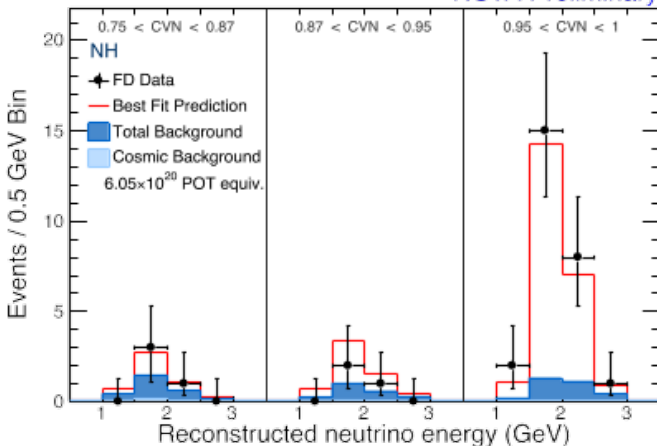 0.75 < CVN < 0.87
0.87 < CVN < 0.95
0.95 < CVN < 1
NH
FD Data
Best Fit Prediction
Total Background
Cosmic Background
6.05×10²⁰ POT equiv.
Events / 0.5 GeV Bin
20
15
10
5
0
1 2 3 1 2 3 1 2 3
Reconstructed neutrino energy (GeV)